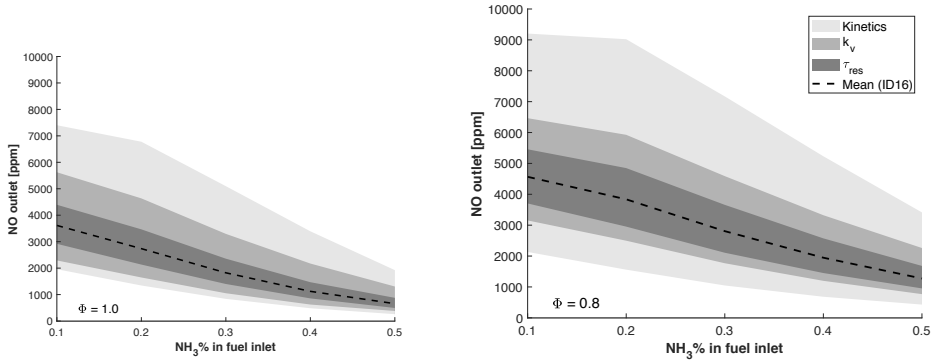 10000
9000
8000
7000
6000
5000
4000
3000
2000
1000
0
NO outlet [ppm]
Φ = 1.0
0.1 0.2 0.3 0.4 0.5
NH₃% in fuel inlet
10000
9000
8000
7000
6000
5000
4000
3000
2000
1000
0
NO outlet [ppm]
Kinetics
kᵥ
τ_res
Mean (ID16)
Φ = 0.8
0.1 0.2 0.3 0.4 0.5
NH₃% in fuel inlet